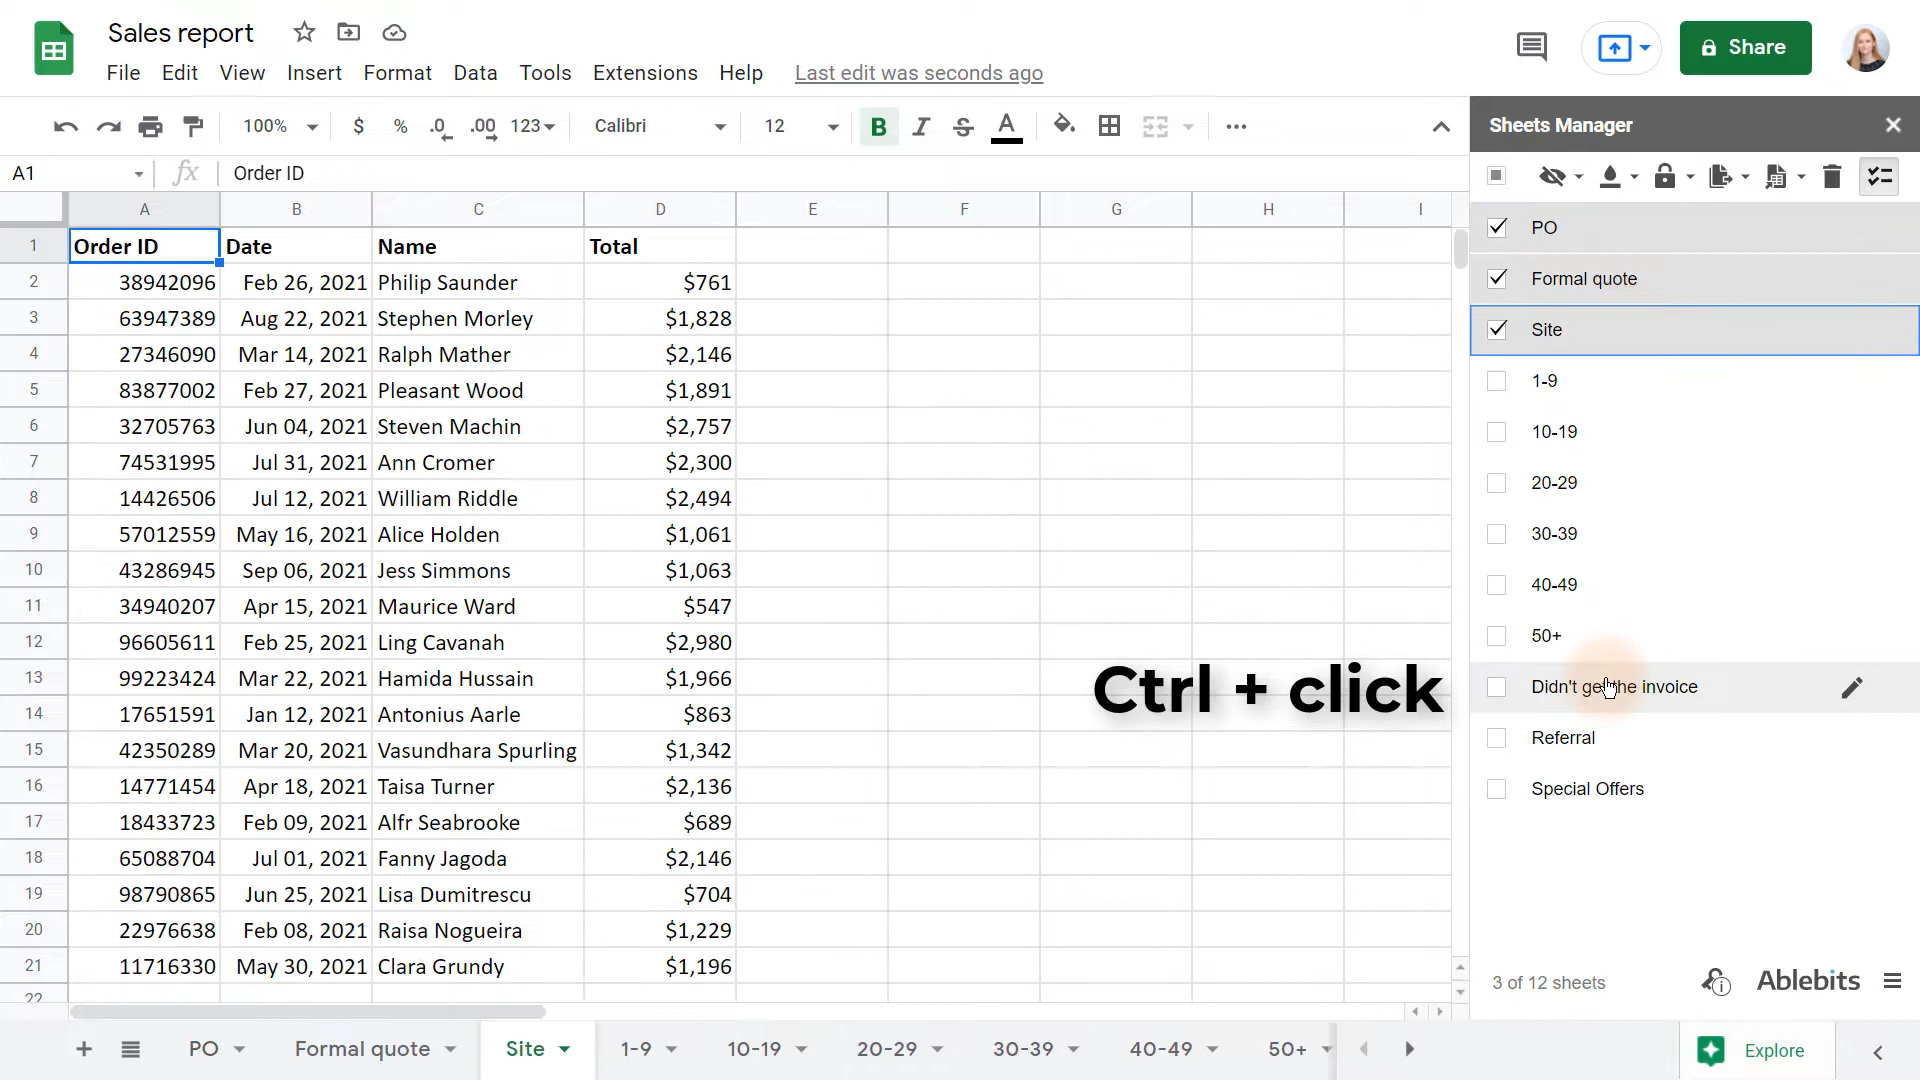 Sales report
File Edit View Insert Format Data Tools Extensions Help Last edit was seconds ago
Share
100% $ % .0 .00 123 Calibri 12 B I S A
A1 fx Order ID
A B C D E F G H I
1 Order ID Date Name Total
2 38942096 Feb 26, 2021 Philip Saunder $761
3 63947389 Aug 22, 2021 Stephen Morley $1,828
4 27346090 Mar 14, 2021 Ralph Mather $2,146
5 83877002 Feb 27, 2021 Pleasant Wood $1,891
6 32705763 Jun 04, 2021 Steven Machin $2,757
7 74531995 Jul 31, 2021 Ann Cromer $2,300
8 14426506 Jul 12, 2021 William Riddle $2,494
9 57012559 May 16, 2021 Alice Holden $1,061
10 43286945 Sep 06, 2021 Jess Simmons $1,063
11 34940207 Apr 15, 2021 Maurice Ward $547
12 96605611 Feb 25, 2021 Ling Cavanah $2,980
13 99223424 Mar 22, 2021 Hamida Hussain $1,966
14 17651591 Jan 12, 2021 Antonius Aarle $863
15 42350289 Mar 20, 2021 Vasundhara Spurling $1,342
16 14771454 Apr 18, 2021 Taisa Turner $2,136
17 18433723 Feb 09, 2021 Alfr Seabrooke $689
18 65088704 Jul 01, 2021 Fanny Jagoda $2,146
19 98790865 Jun 25, 2021 Lisa Dumitrescu $704
20 22976638 Feb 08, 2021 Raisa Nogueira $1,229
21 11716330 May 30, 2021 Clara Grundy $1,196
22
Ctrl + click
Sheets Manager
PO
Formal quote
Site
1-9
10-19
20-29
30-39
40-49
50+
Didn't get the invoice
Referral
Special Offers
3 of 12 sheets Ablebits
PO Formal quote Site 1-9 10-19 20-29 30-39 40-49 50+ Explore